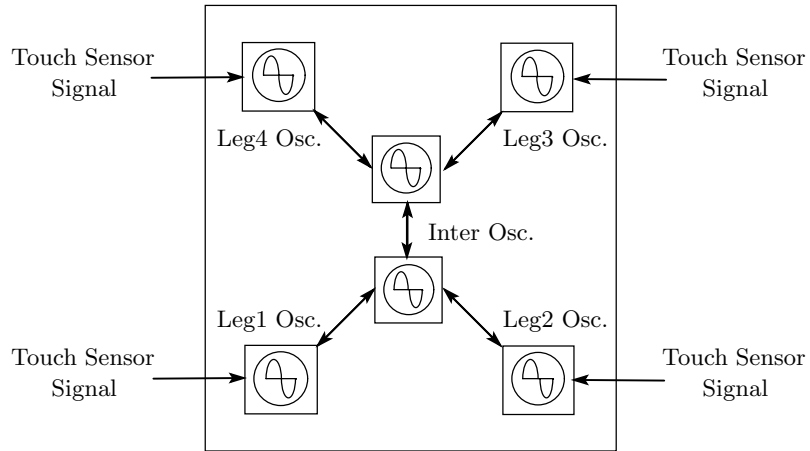 Touch Sensor
Signal
Touch Sensor
Signal
Leg4 Osc.
Leg3 Osc.
Inter Osc.
Leg1 Osc.
Leg2 Osc.
Touch Sensor
Signal
Touch Sensor
Signal